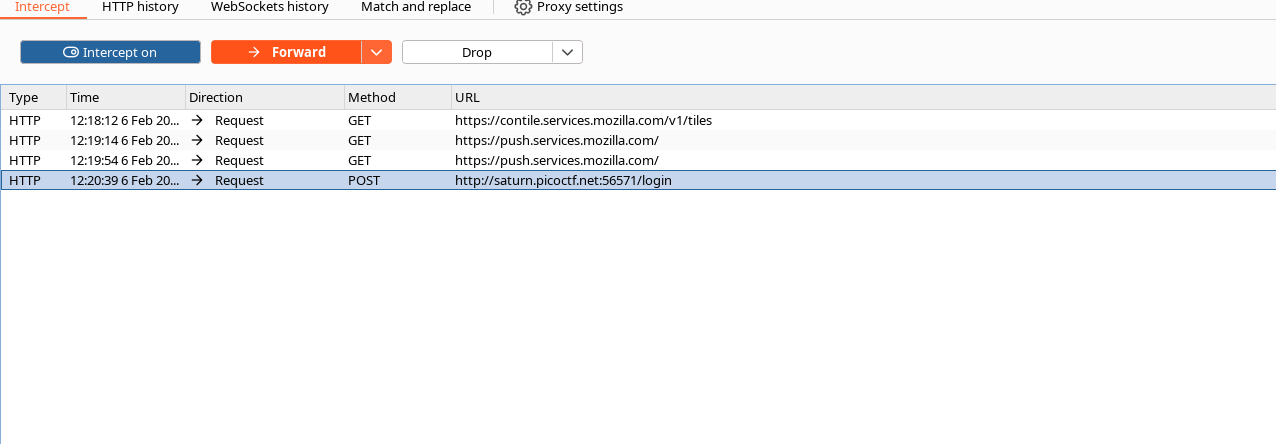 Intercept HTTP history WebSockets history Match and replace Proxy settings
Intercept on Forward Drop
Type Time Direction Method URL
HTTP 12:18:12 6 Feb 20... Request GET https://contile.services.mozilla.com/v1/tiles
HTTP 12:19:14 6 Feb 20... Request GET https://push.services.mozilla.com/
HTTP 12:19:54 6 Feb 20... Request GET https://push.services.mozilla.com/
HTTP 12:20:39 6 Feb 20... Request POST http://saturn.picoctf.net:56571/login